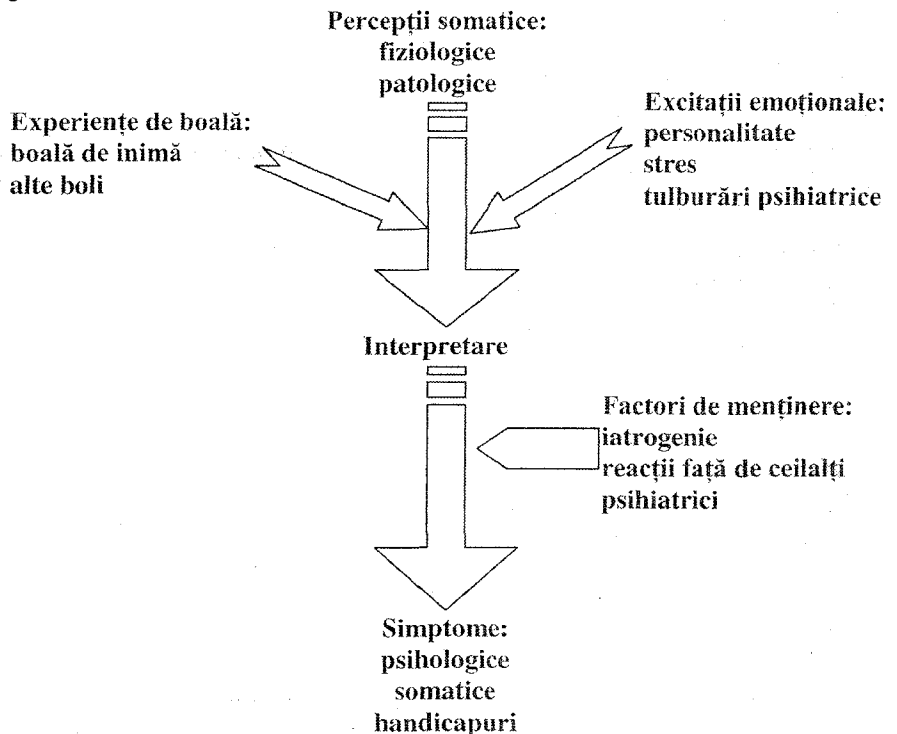 Percepții somatice:
fiziologice
patologice
Experiențe de boală:
boală de inimă
alte boli
Excitații emoționale:
personalitate
stres
tulburări psihiatrice
Interpretare
Factori de menținere:
iatrogenie
reacții față de ceilalți
psihiatrici
Simptome:
psihologice
somatice
handicapuri